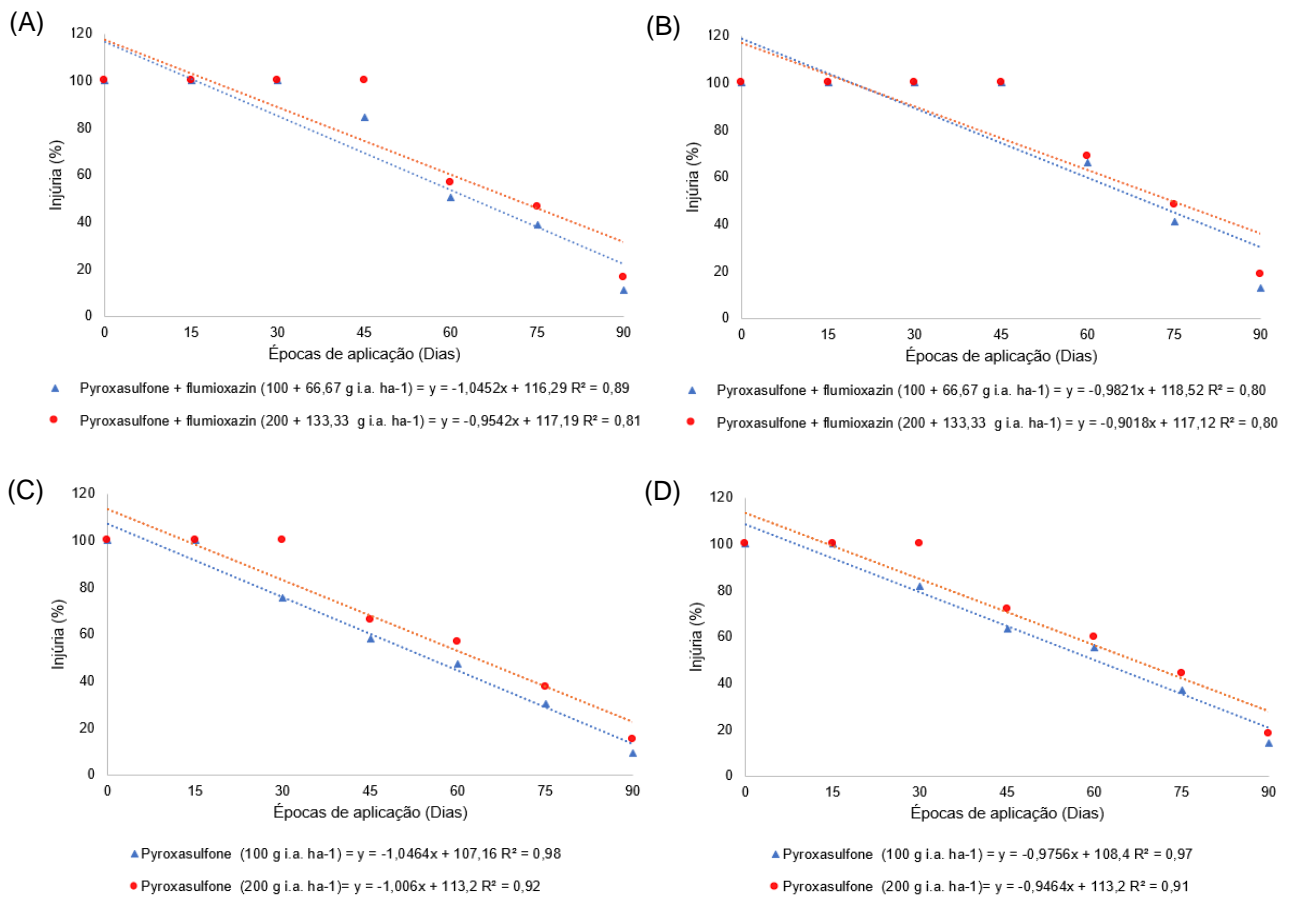 (A)
120
100
80
60
40
20
0
Injúria (%)
0 15 30 45 60 75 90
Épocas de aplicação (Dias)
Pyroxasulfone + flumioxazin (100 + 66,67 g i.a. ha-1) = y = -1,0452x + 116,29 R² = 0,89
Pyroxasulfone + flumioxazin (200 + 133,33 g i.a. ha-1) = y = -0,9542x + 117,19 R² = 0,81
(B)
120
100
80
60
40
20
0
Injúria (%)
0 15 30 45 60 75 90
Épocas de aplicação (Dias)
Pyroxasulfone + flumioxazin (100 + 66,67 g i.a. ha-1) = y = -0,9821x + 118,52 R² = 0,80
Pyroxasulfone + flumioxazin (200 + 133,33 g i.a. ha-1) = y = -0,9018x + 117,12 R² = 0,80
(C)
120
100
80
60
40
20
0
Injúria (%)
0 15 30 45 60 75 90
Épocas de aplicação (Dias)
Pyroxasulfone (100 g i.a. ha-1) = y = -1,0464x + 107,16 R² = 0,98
Pyroxasulfone (200 g i.a. ha-1)= y = -1,006x + 113,2 R² = 0,92
(D)
120
100
80
60
40
20
0
Injúria (%)
0 15 30 45 60 75 90
Épocas de aplicação (Dias)
Pyroxasulfone (100 g i.a. ha-1) = y = -0,9756x + 108,4 R² = 0,97
Pyroxasulfone (200 g i.a. ha-1)= y = -0,9464x + 113,2 R² = 0,91